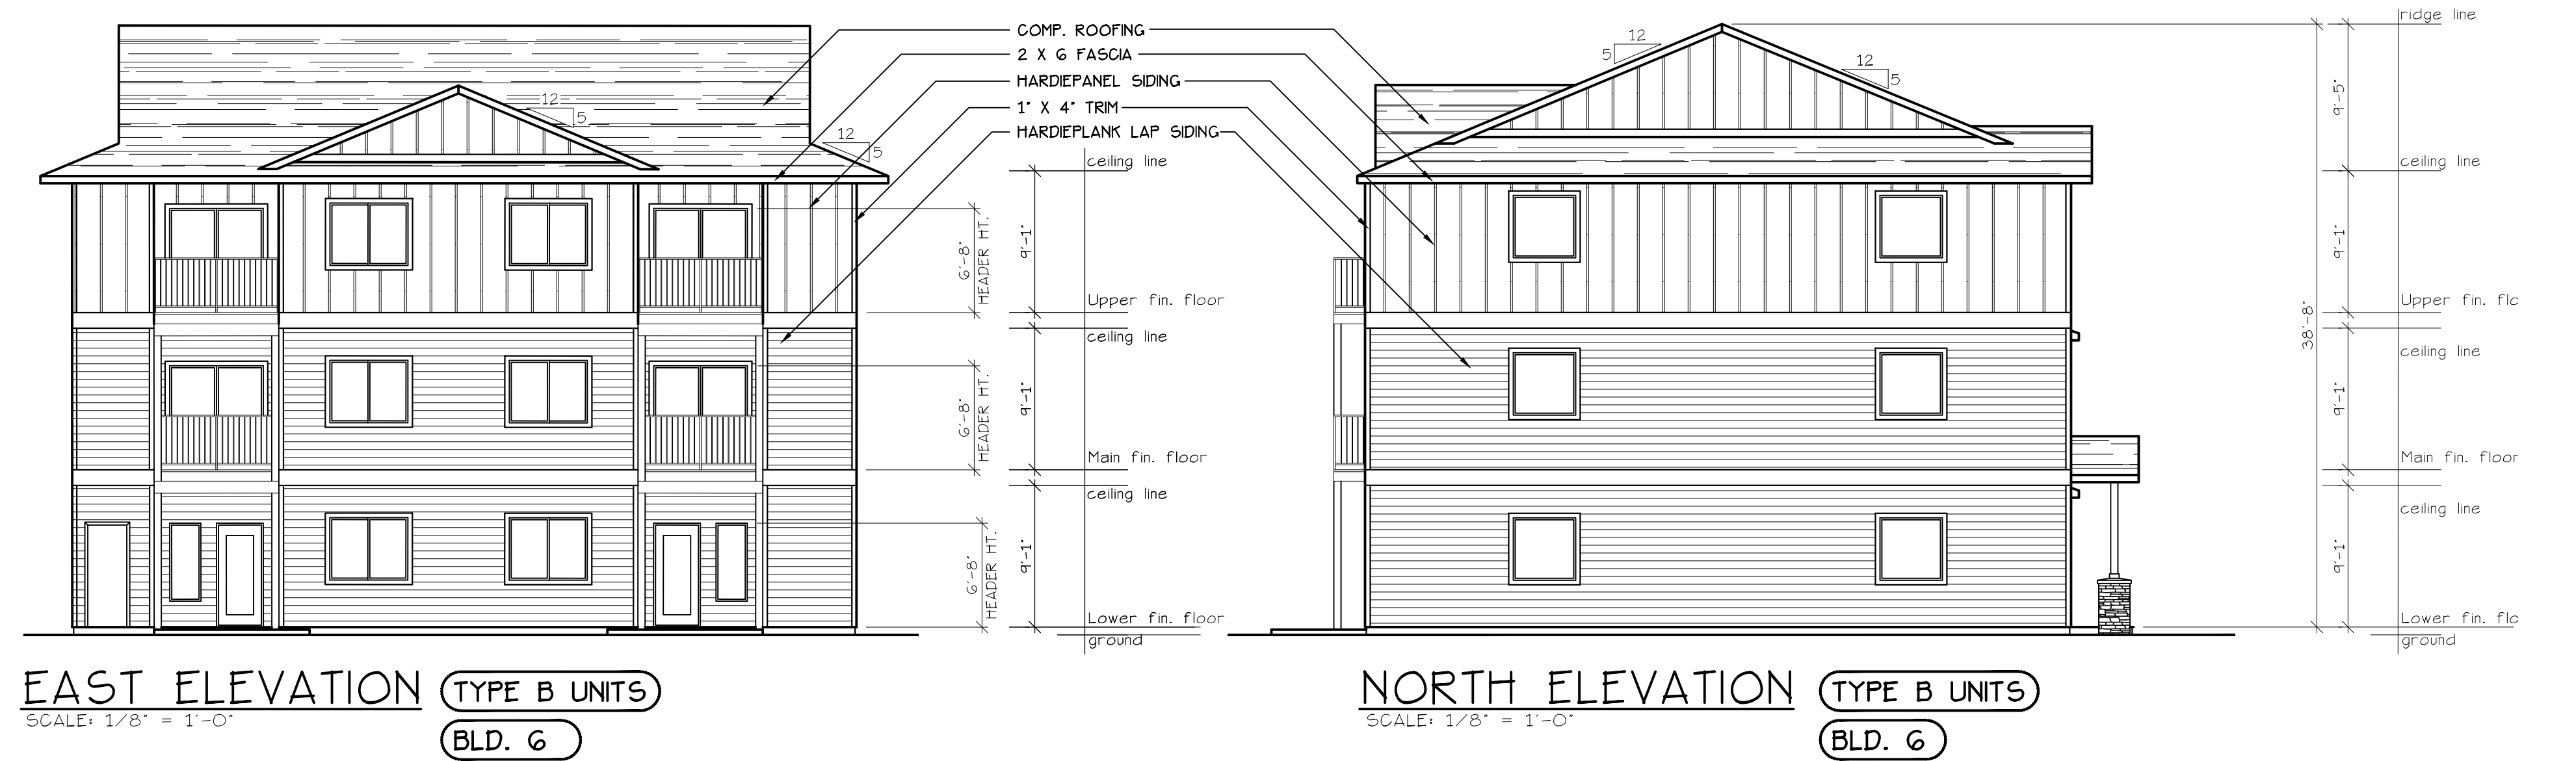 COMP. ROOFING
2 X 6 FASCIA
HARDIEPANEL SIDING
1" X 4" TRIM
HARDIEPLANK LAP SIDING
12
5
12
5
ceiling line
6'-8"
HEADER HT.
9'-1"
Upper fin. floor
ceiling line
6'-8"
HEADER HT.
9'-1"
Main fin. floor
ceiling line
6'-8"
HEADER HT.
9'-1"
Lower fin. floor
ground
EAST ELEVATION
TYPE B UNITS
SCALE: 1/8" = 1'-0"
BLD. 6
12
5
12
5
ridge line
9'-5"
ceiling line
9'-1"
38'-8"
Upper fin. flo
ceiling line
9'-1"
Main fin. floor
ceiling line
9'-1"
Lower fin. flo
ground
NORTH ELEVATION
TYPE B UNITS
SCALE: 1/8" = 1'-0"
BLD. 6